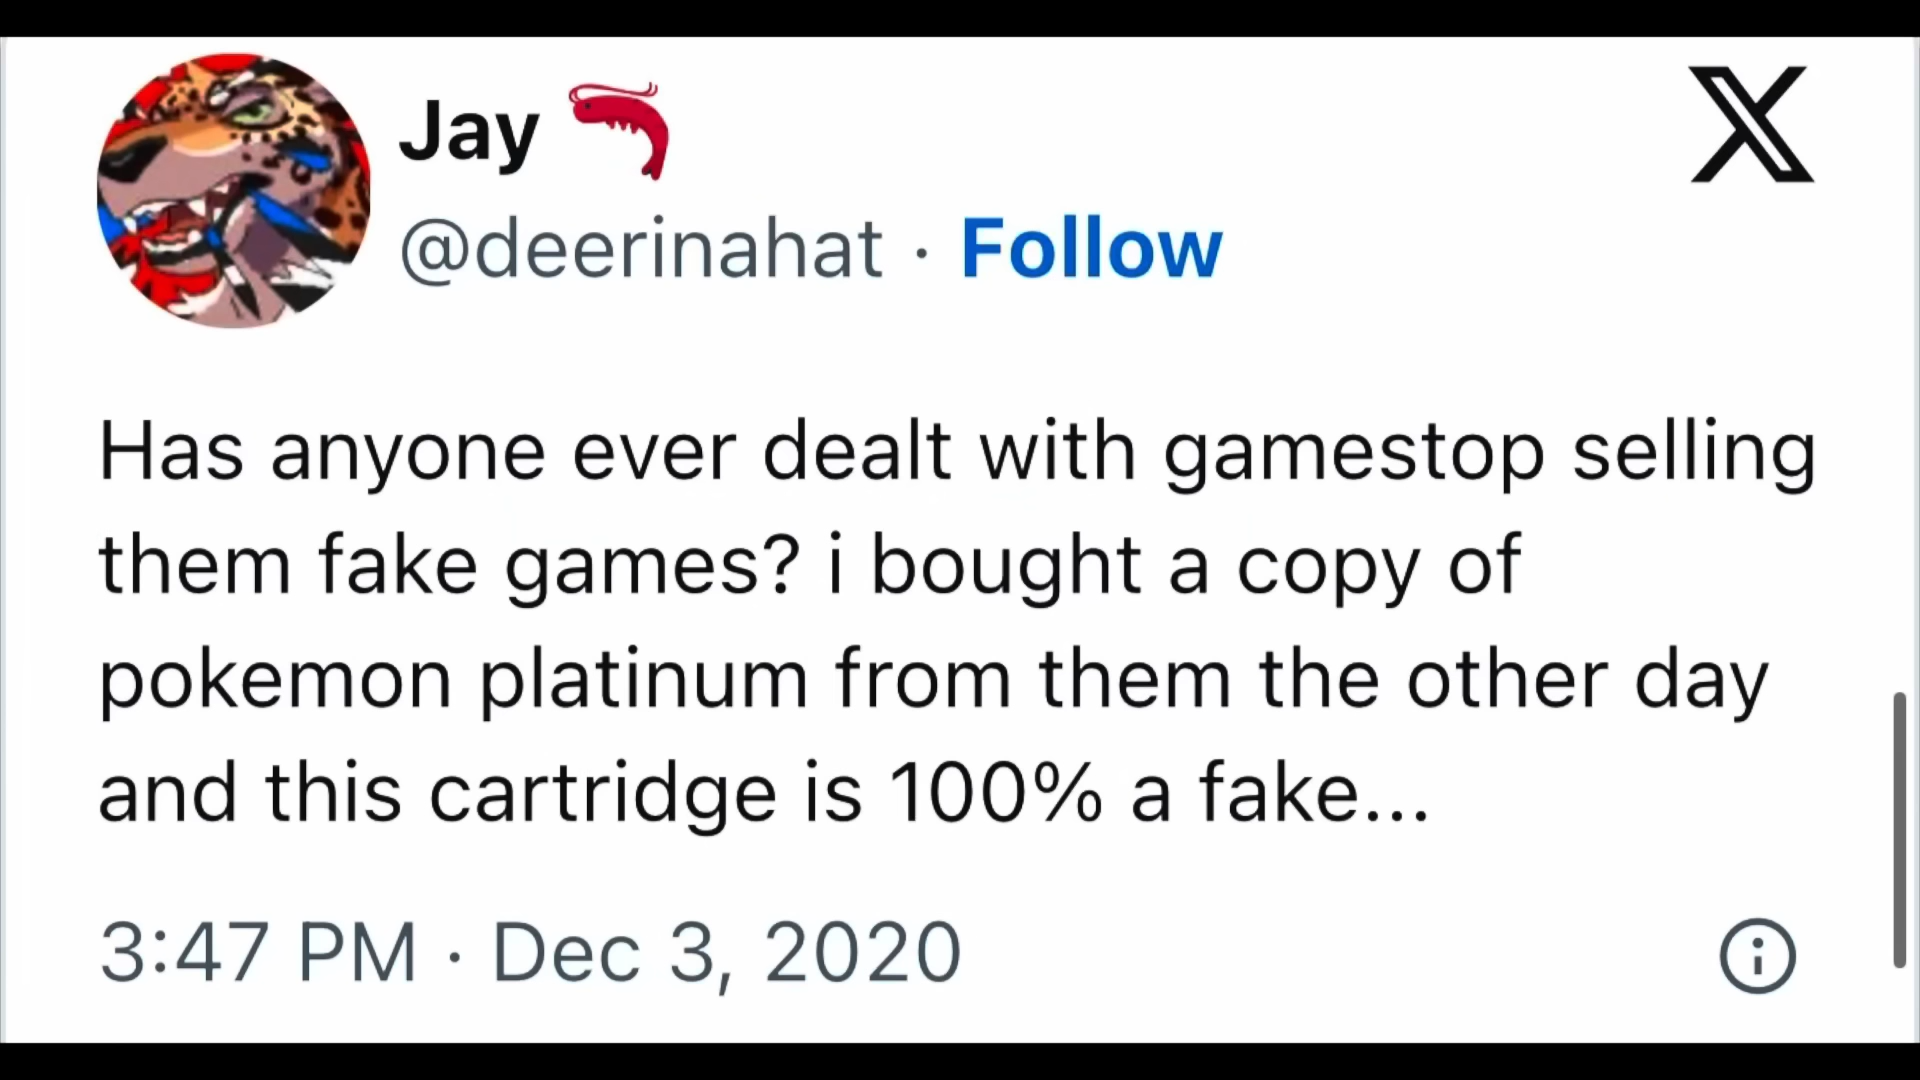 Jay 🦐
@deerinahat · Follow
Has anyone ever dealt with gamestop selling
them fake games? i bought a copy of
pokemon platinum from them the other day
and this cartridge is 100% a fake...
3:47 PM · Dec 3, 2020